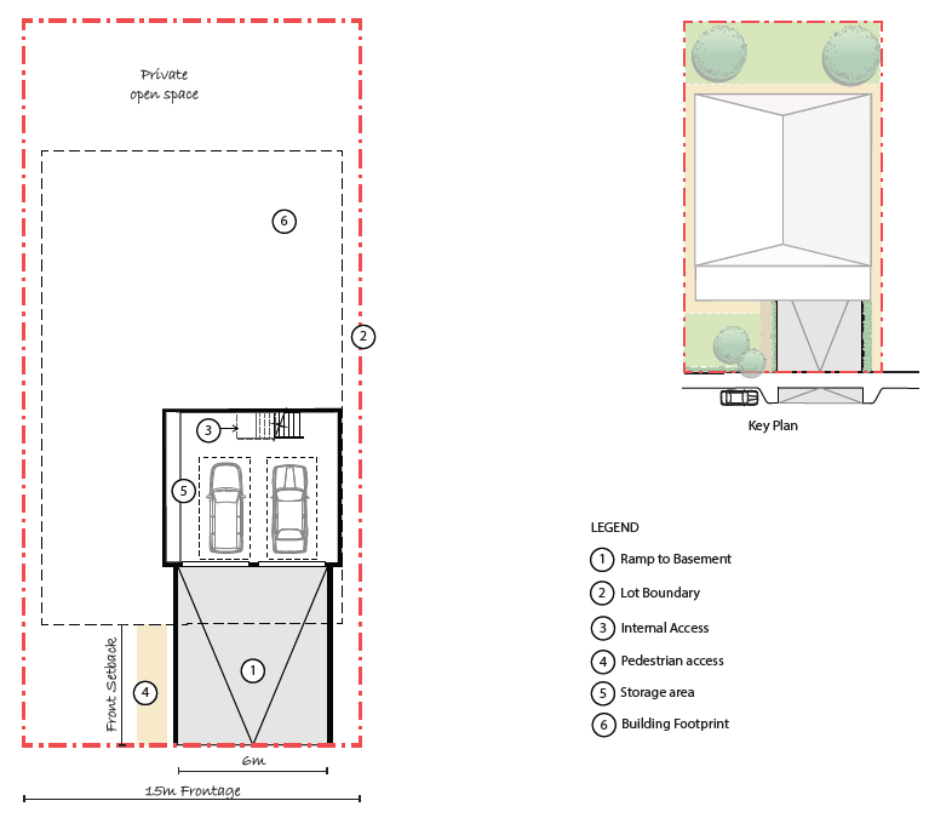 Private
open space
6
2
3
5
1
4
Front Setback
6m
15m Frontage
Key Plan
LEGEND
1 Ramp to Basement
2 Lot Boundary
3 Internal Access
4 Pedestrian access
5 Storage area
6 Building Footprint